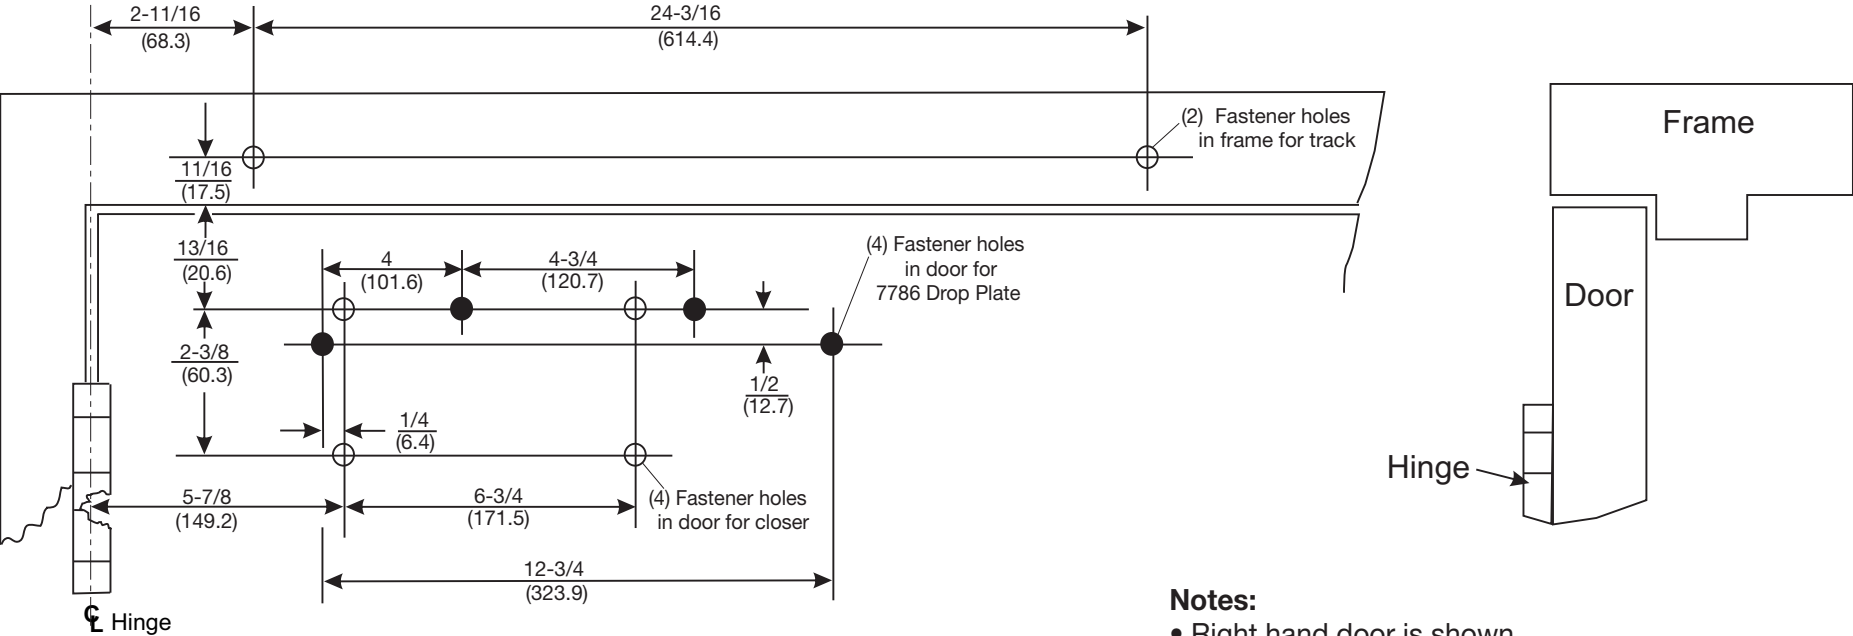 2-11/16
(68.3)
24-3/16
(614.4)
(2) Fastener holes
in frame for track
11/16
(17.5)
13/16
(20.6)
4
(101.6)
4-3/4
(120.7)
(4) Fastener holes
in door for
7786 Drop Plate
2-3/8
(60.3)
1/2
(12.7)
1/4
(6.4)
5-7/8
(149.2)
6-3/4
(171.5)
(4) Fastener holes
in door for closer
12-3/4
(323.9)
℄ Hinge
Frame
Door
Hinge
Notes:
• Right hand door is shown